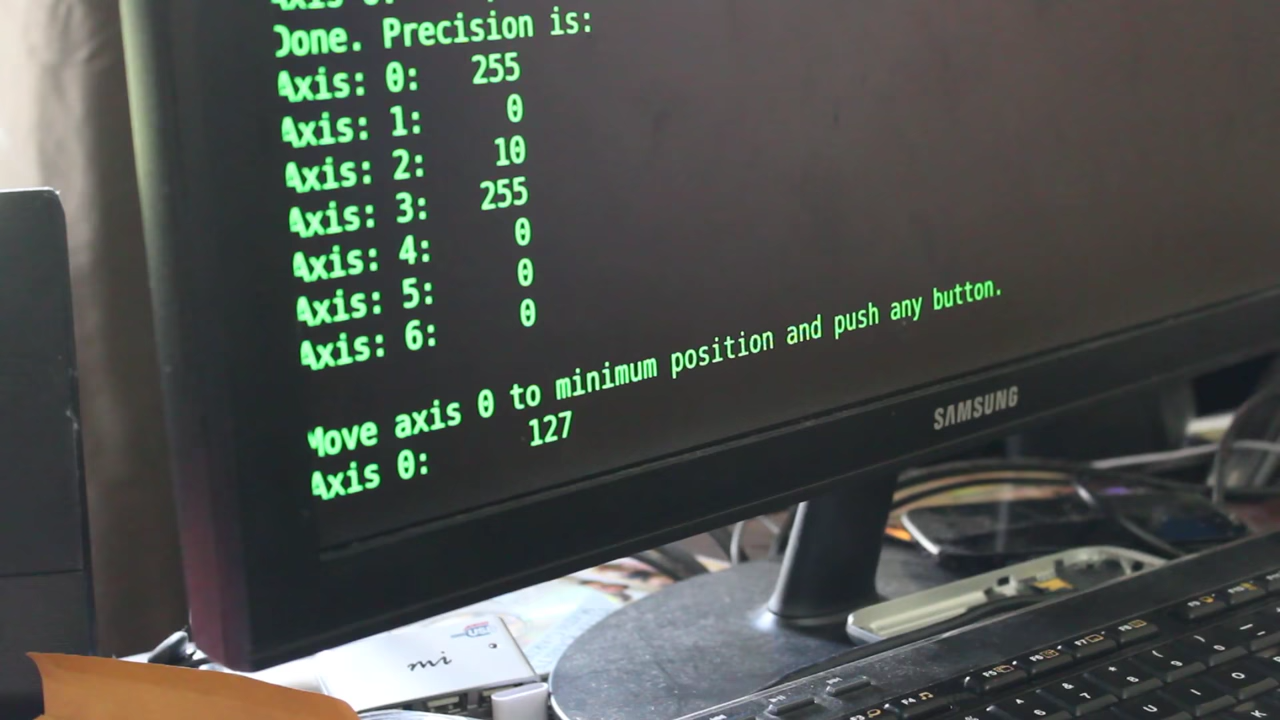 Done. Precision is:
Axis: 0: 255
Axis: 1: 0
Axis: 2: 10
Axis: 3: 255
Axis: 4: 0
Axis: 5: 0
Axis: 6: 0
Move axis 0 to minimum position and push any button.
Axis 0: 127
SAMSUNG
mi